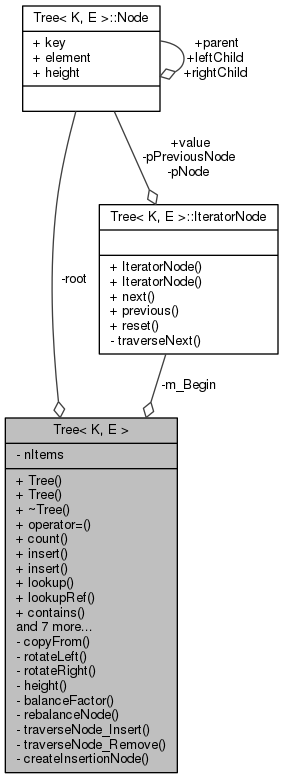 Tree< K, E >::Node
+ key
+ element
+ height
+parent
+leftChild
+rightChild
+value
-pPreviousNode
-pNode
Tree< K, E >::IteratorNode
+ IteratorNode()
+ IteratorNode()
+ next()
+ previous()
+ reset()
- traverseNext()
-root
-m_Begin
Tree< K, E >
- nItems
+ Tree()
+ Tree()
+ ~Tree()
+ operator=()
+ count()
+ insert()
+ insert()
+ lookup()
+ lookupRef()
+ contains()
and 7 more...
- copyFrom()
- rotateLeft()
- rotateRight()
- height()
- balanceFactor()
- rebalanceNode()
- traverseNode_Insert()
- traverseNode_Remove()
- createInsertionNode()